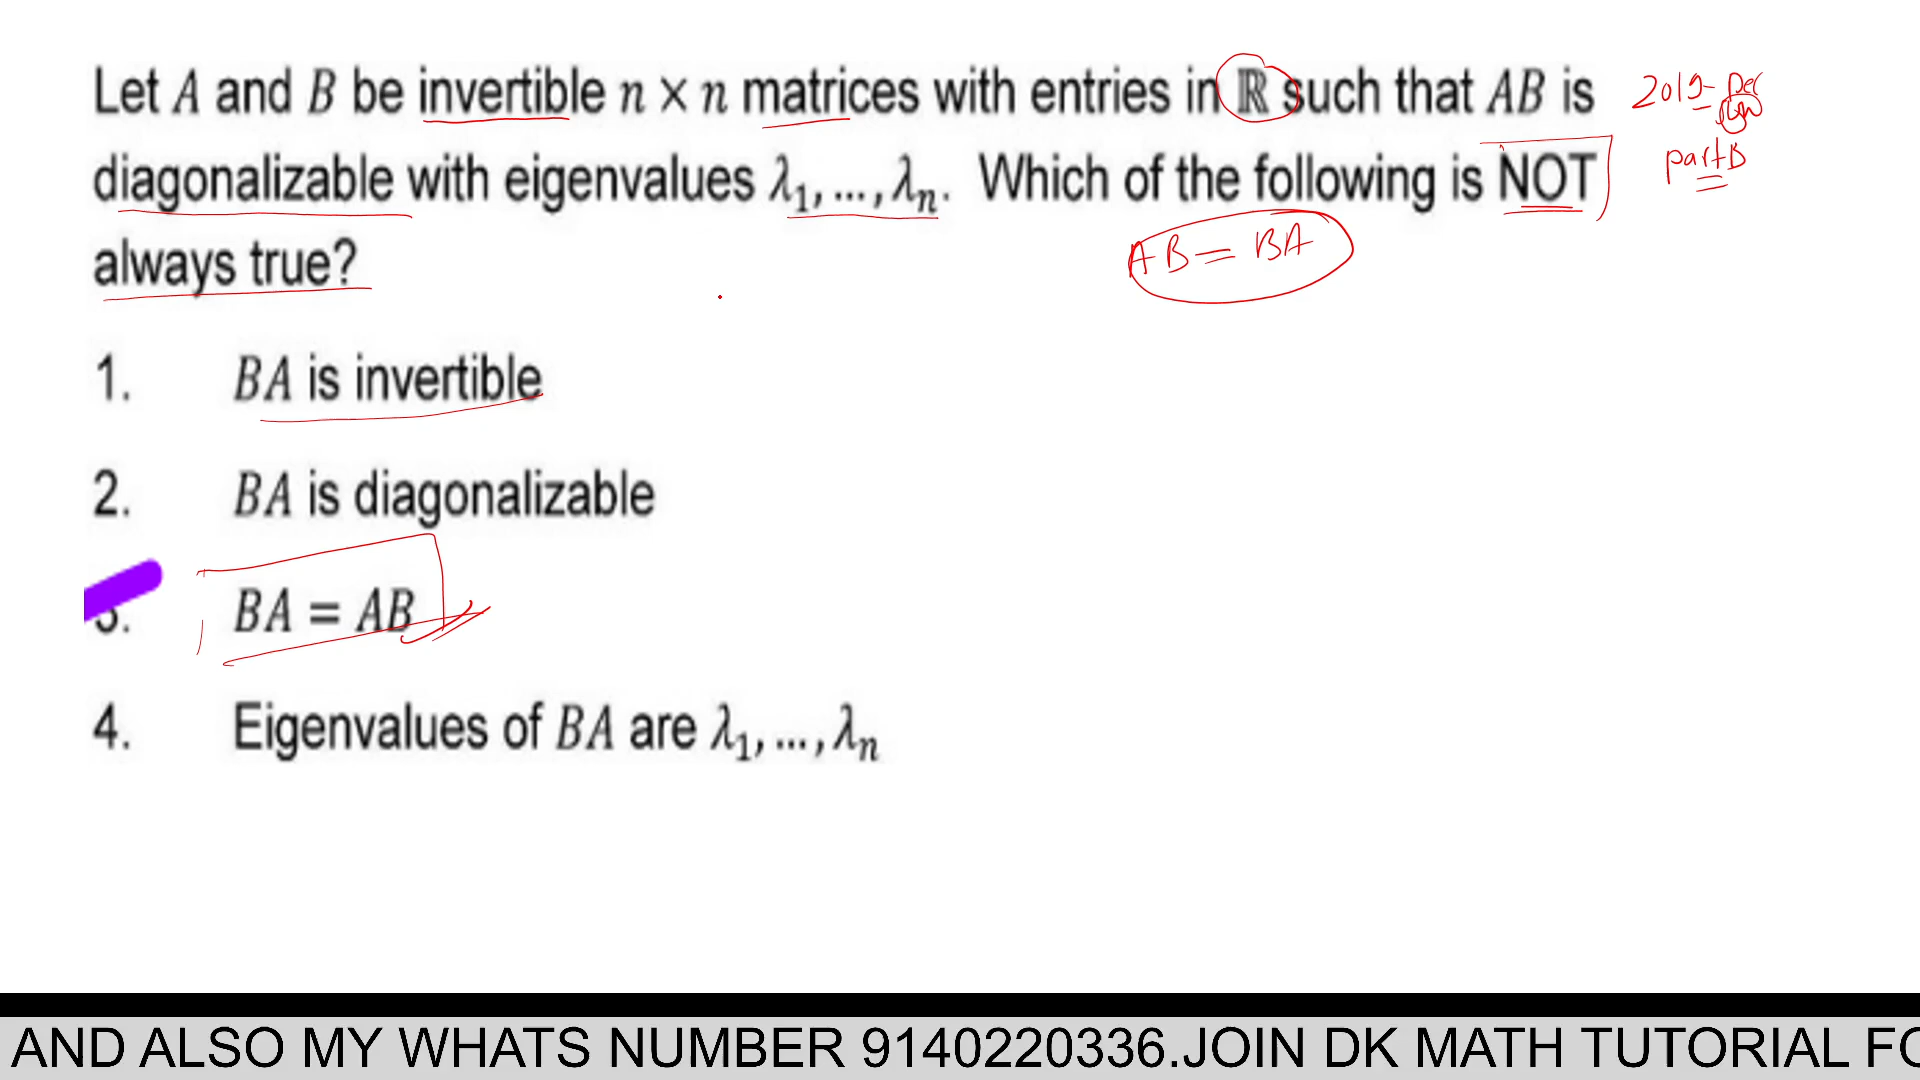 Let A and B be invertible n × n matrices with entries in ℝ such that AB is
2019- Dec
diagonalizable with eigenvalues λ₁, ..., λₙ. Which of the following is NOT
part B
always true?
AB = BA
1. BA is invertible
2. BA is diagonalizable
3. BA = AB
4. Eigenvalues of BA are λ₁, ..., λₙ
AND ALSO MY WHATS NUMBER 9140220336.JOIN DK MATH TUTORIAL FO